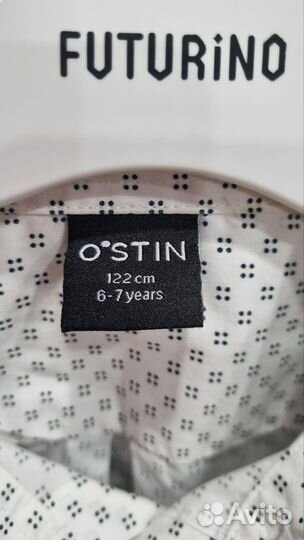 FUTURiNO
O'STIN
122 cm
6-7 years
Avito